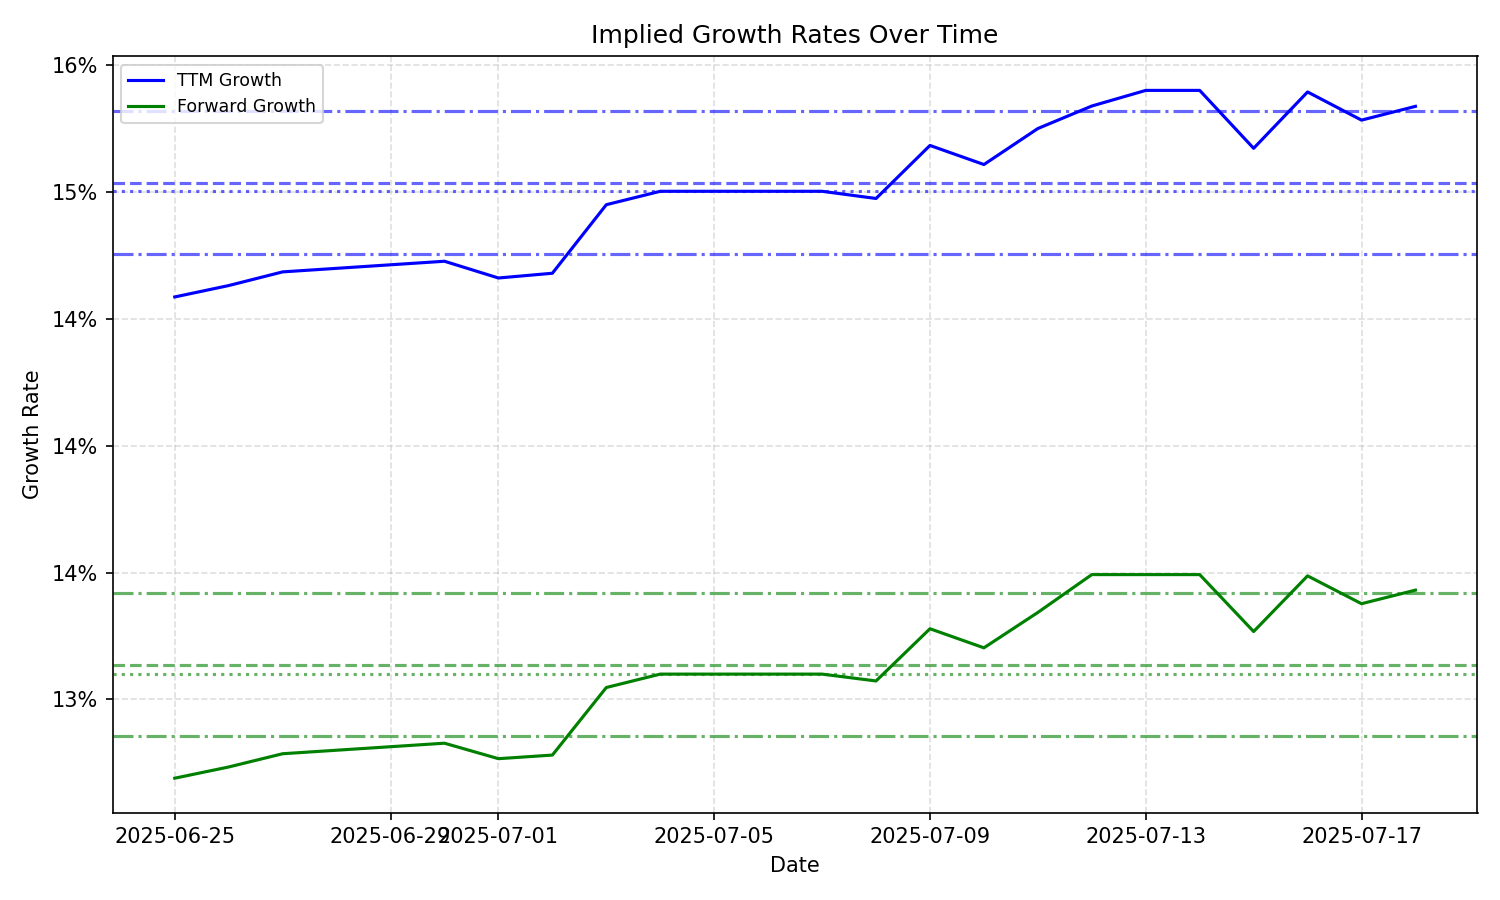 Implied Growth Rates Over Time
TTM Growth
Forward Growth
16%
15%
14%
14%
14%
13%
Growth Rate
2025-06-25
2025-06-29
2025-07-01
2025-07-05
2025-07-09
2025-07-13
2025-07-17
Date